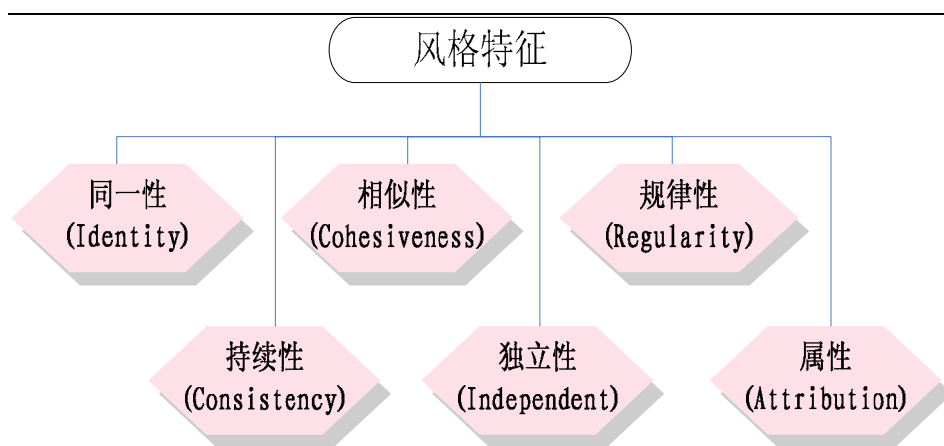 风格特征
同一性
(Identity)
相似性
(Cohesiveness)
规律性
(Regularity)
持续性
(Consistency)
独立性
(Independent)
属性
(Attribution)